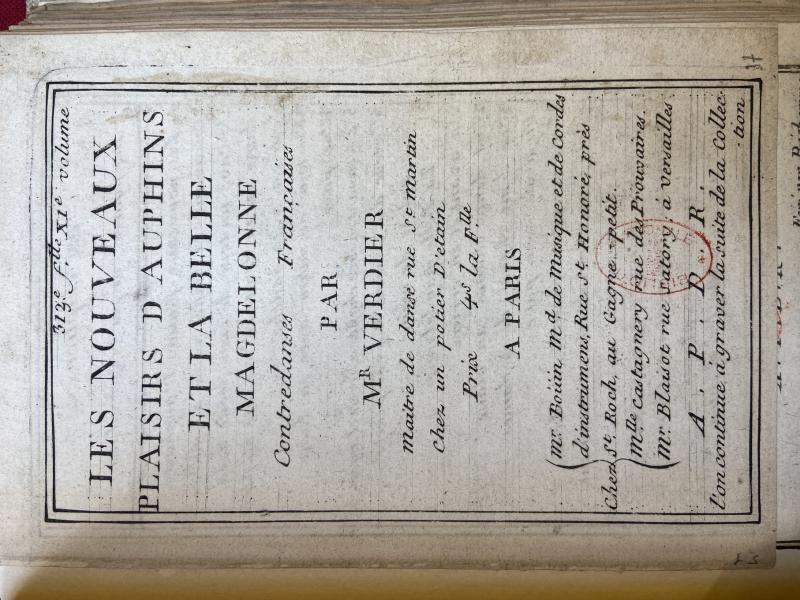 312e flle XIe volume
LES NOUVEAUX
PLAISIRS D AUPHINS
ET LA BELLE
MAGDELONNE
Contredanses Françaises
PAR
MR VERDIER
Maitre de danse rue St Martin
chez un potier D'etain
Prix 4s la Flle
A PARIS
Mr Boüin, Md de Musique et de Cordes
d'instrumens, Rue St Honoré, près
Chez St Roch, au Gagne petit.
Mlle Castagnery rue des Prouvaires.
Mr Blaisot rue Satory, à Versailles
A . P . D . R .
l'on continue à graver la suite de la Collec-
tion